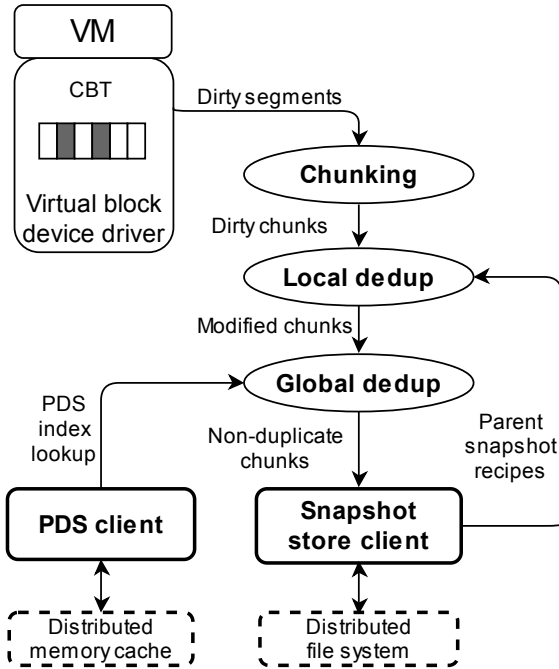 VM
CBT
Virtual block
device driver
Dirty segments
Chunking
Dirty chunks
Local dedup
Modified chunks
Global dedup
PDS
index
lookup
Non-duplicate
chunks
Parent
snapshot
recipes
PDS client
Snapshot
store client
Distributed
memory cache
Distributed
file system